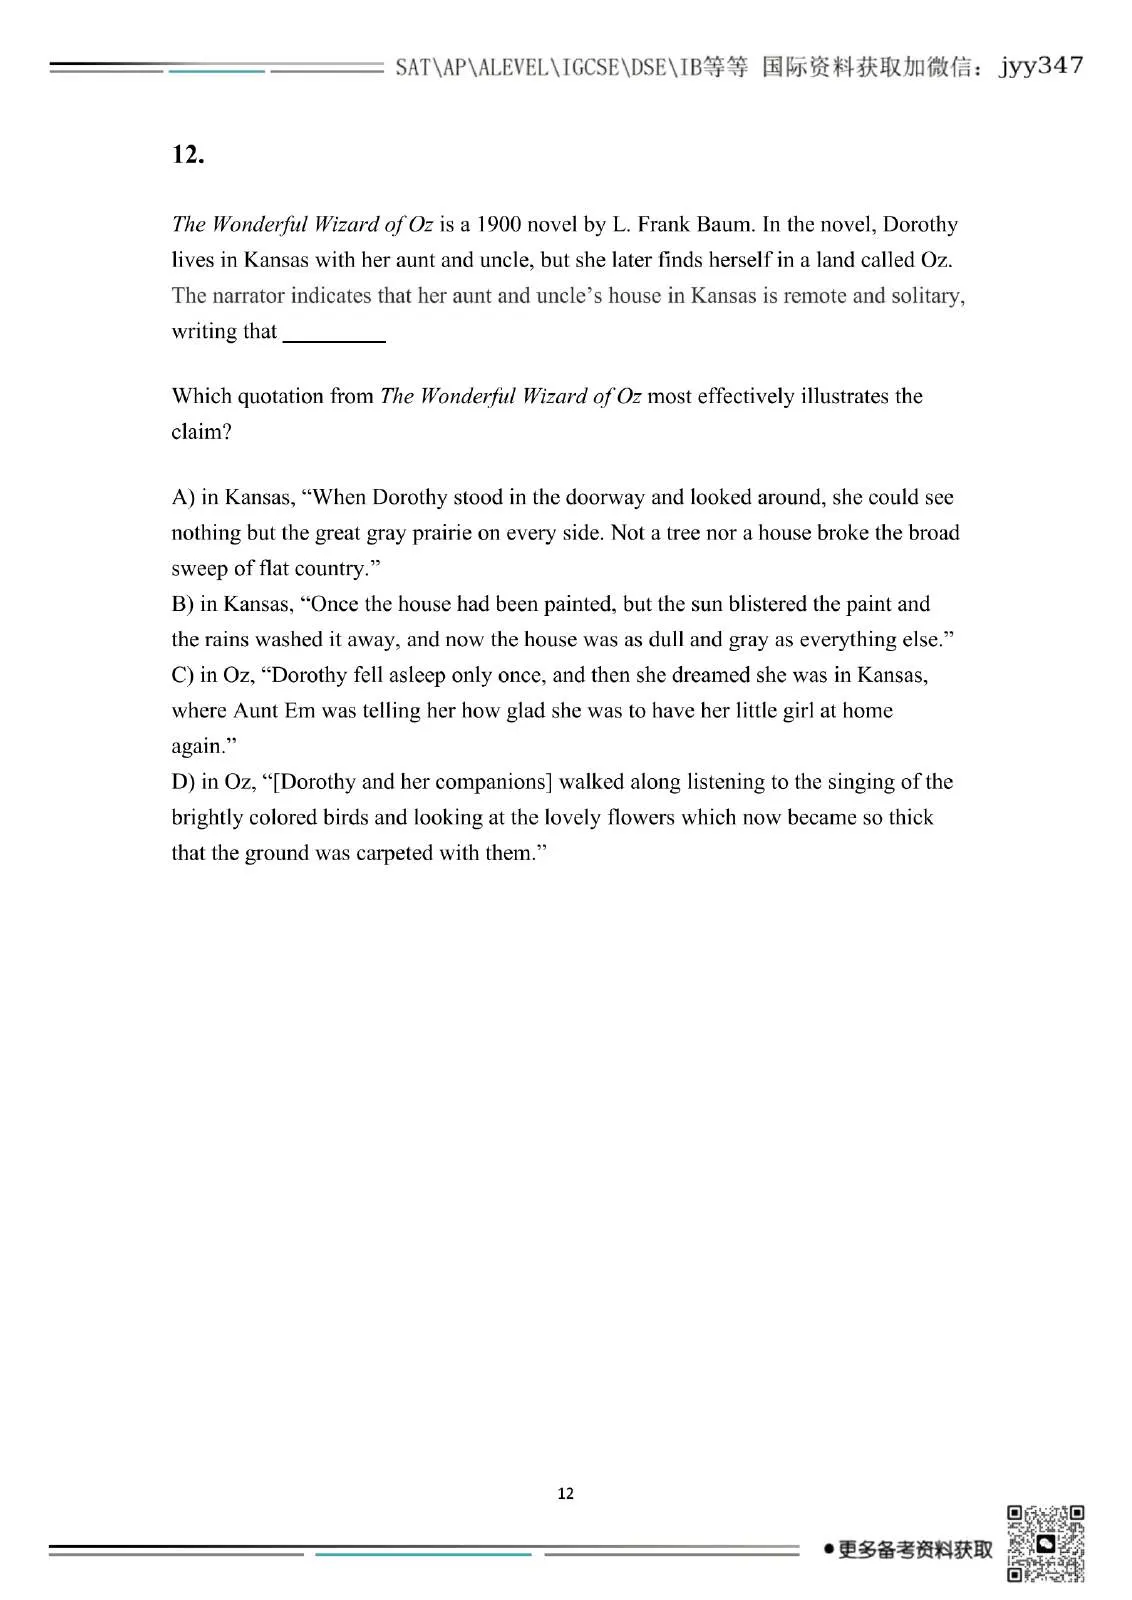 SAT\AP\ALEVEL\IGCSE\DSE\IB等等 国际资料获取加微信：jyy347
12.
The Wonderful Wizard of Oz is a 1900 novel by L. Frank Baum. In the novel, Dorothy
lives in Kansas with her aunt and uncle, but she later finds herself in a land called Oz.
The narrator indicates that her aunt and uncle’s house in Kansas is remote and solitary,
writing that _________
Which quotation from The Wonderful Wizard of Oz most effectively illustrates the
claim?
A) in Kansas, “When Dorothy stood in the doorway and looked around, she could see
nothing but the great gray prairie on every side. Not a tree nor a house broke the broad
sweep of flat country.”
B) in Kansas, “Once the house had been painted, but the sun blistered the paint and
the rains washed it away, and now the house was as dull and gray as everything else.”
C) in Oz, “Dorothy fell asleep only once, and then she dreamed she was in Kansas,
where Aunt Em was telling her how glad she was to have her little girl at home
again.”
D) in Oz, “[Dorothy and her companions] walked along listening to the singing of the
brightly colored birds and looking at the lovely flowers which now became so thick
that the ground was carpeted with them.”
12
●更多备考资料获取